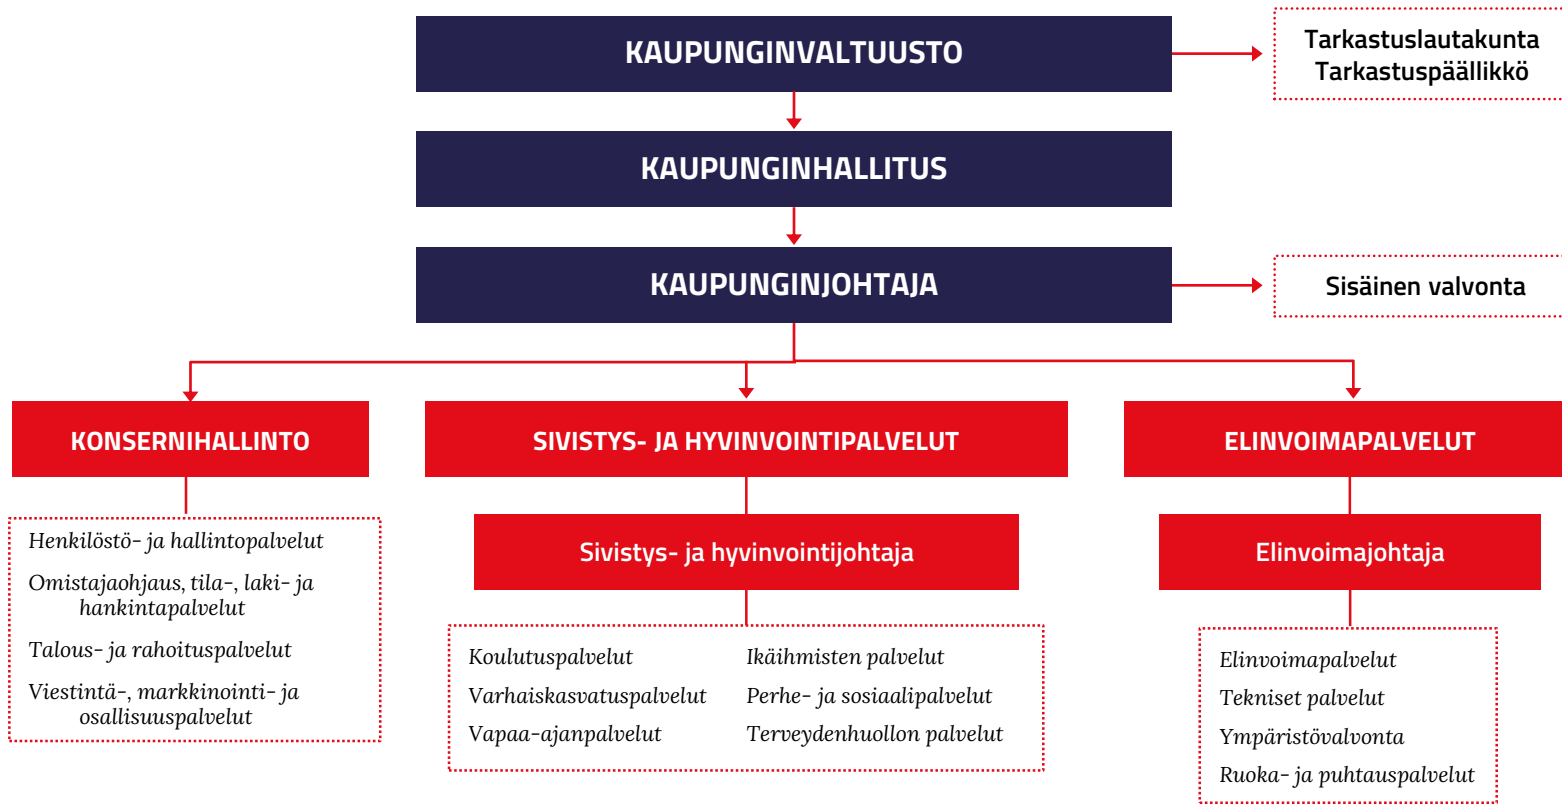 KAUPUNGINVALTUUSTO
Tarkastuslautakunta
Tarkastuspäällikkö
KAUPUNGINHALLITUS
KAUPUNGINJOHTAJA
Sisäinen valvonta
KONSERNIHALLINTO
Henkilöstö- ja hallintopalvelut
Omistajaohjaus, tila-, laki- ja
hankintapalvelut
Talous- ja rahoituspalvelut
Viestintä-, markkinointi- ja
osallisuuspalvelut
SIVISTYS- JA HYVINVOINTIPALVELUT
Sivistys- ja hyvinvointijohtaja
Koulutuspalvelut
Varhaiskasvatuspalvelut
Vapaa-ajanpalvelut
Ikäihmisten palvelut
Perhe- ja sosiaalipalvelut
Terveydenhuollon palvelut
ELINVOIMAPALVELUT
Elinvoimajohtaja
Elinvoimapalvelut
Tekniset palvelut
Ympäristövalvonta
Ruoka- ja puhtauspalvelut